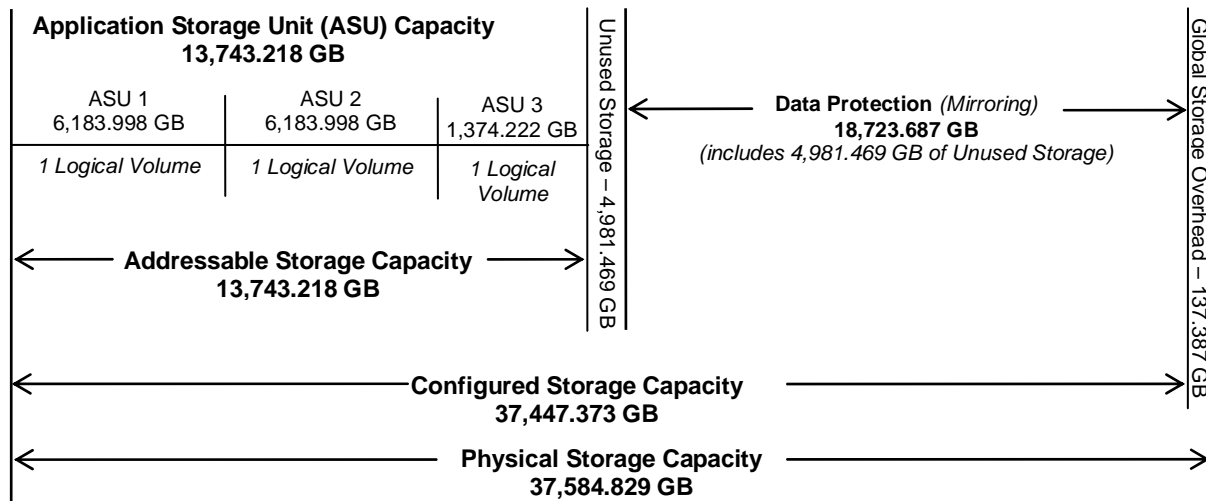 Application Storage Unit (ASU) Capacity
13,743.218 GB
ASU 1
6,183.998 GB
1 Logical Volume
ASU 2
6,183.998 GB
1 Logical Volume
ASU 3
1,374.222 GB
1 Logical
Volume
Unused Storage – 4,981.469 GB
Data Protection (Mirroring)
18,723.687 GB
(includes 4,981.469 GB of Unused Storage)
Global Storage Overhead – 137.387 GB
Addressable Storage Capacity
13,743.218 GB
Configured Storage Capacity
37,447.373 GB
Physical Storage Capacity
37,584.829 GB